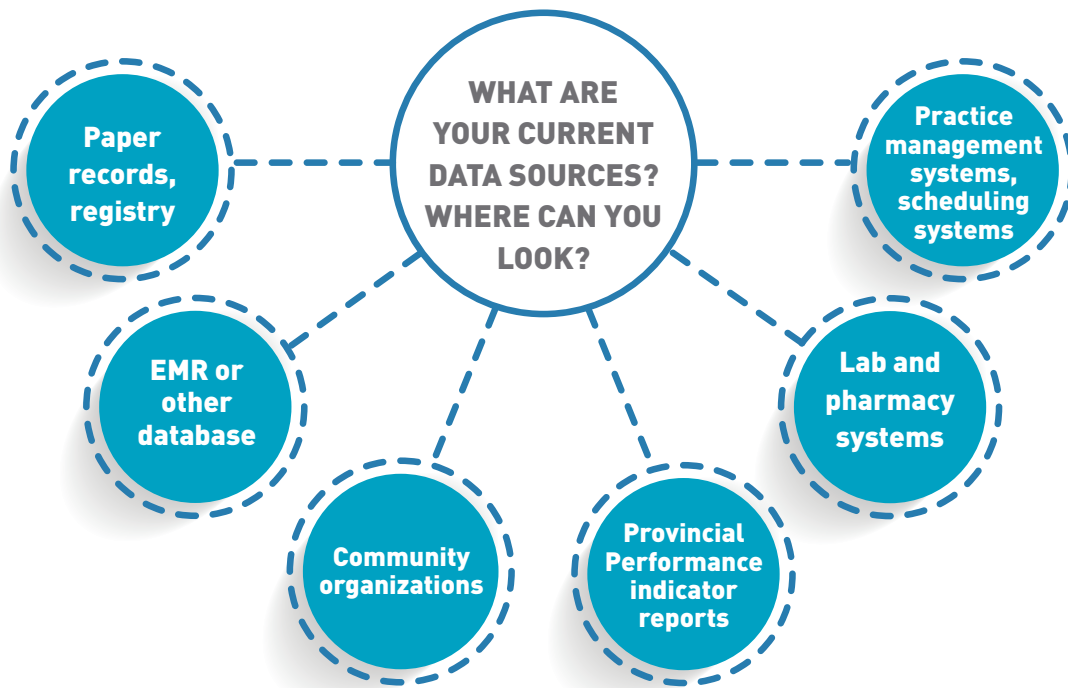 WHAT ARE
YOUR CURRENT
DATA SOURCES?
WHERE CAN YOU
LOOK?
Paper
records,
registry
EMR or
other
database
Community
organizations
Provincial
Performance
indicator
reports
Lab and
pharmacy
systems
Practice
management
systems,
scheduling
systems